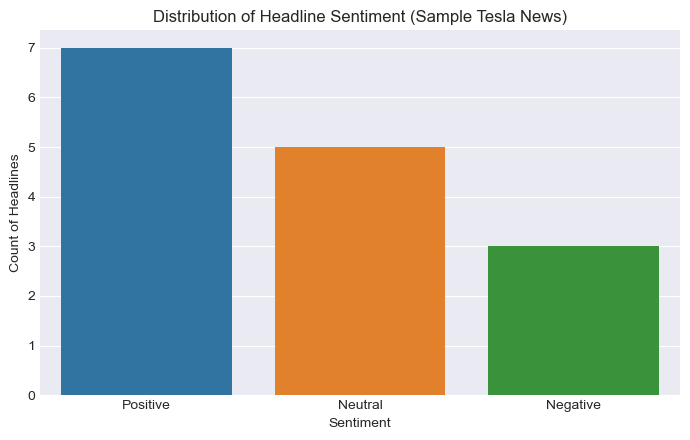 Distribution of Headline Sentiment (Sample Tesla News)
Count of Headlines
7
6
5
4
3
2
1
0
Positive Neutral Negative
Sentiment